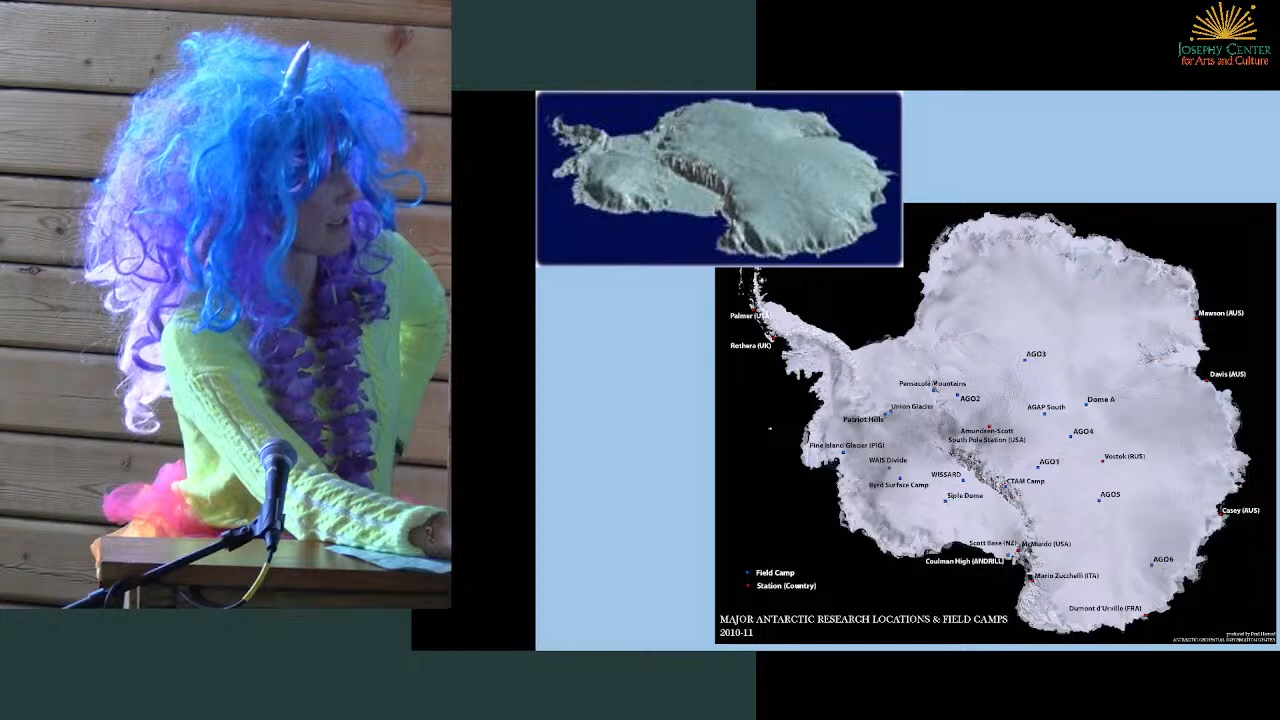 JOSEPHY CENTER
for Arts and Culture
Palmer (USA)
Rothera (UK)
Mawson (AUS)
AGO3
Davis (AUS)
Pensacola Mountains
AGO2
Dome A
Union Glacier
AGAP South
Patriot Hills
Amundsen-Scott
South Pole Station (USA)
AGO4
Pine Island Glacier (PIG)
WAIS Divide
AGO1
Vostok (RUS)
WISSARD
Byrd Surface Camp
CTAM Camp
Siple Dome
AGO5
Casey (AUS)
Scott Base (NZ)
McMurdo (USA)
Coulman High (ANDRILL)
AGO6
Field Camp
Mario Zucchelli (ITA)
Station (Country)
Dumont d'Urville (FRA)
MAJOR ANTARCTIC RESEARCH LOCATIONS & FIELD CAMPS
2010-11
ANTARCTIC GEOSPATIAL INFORMATION CENTER